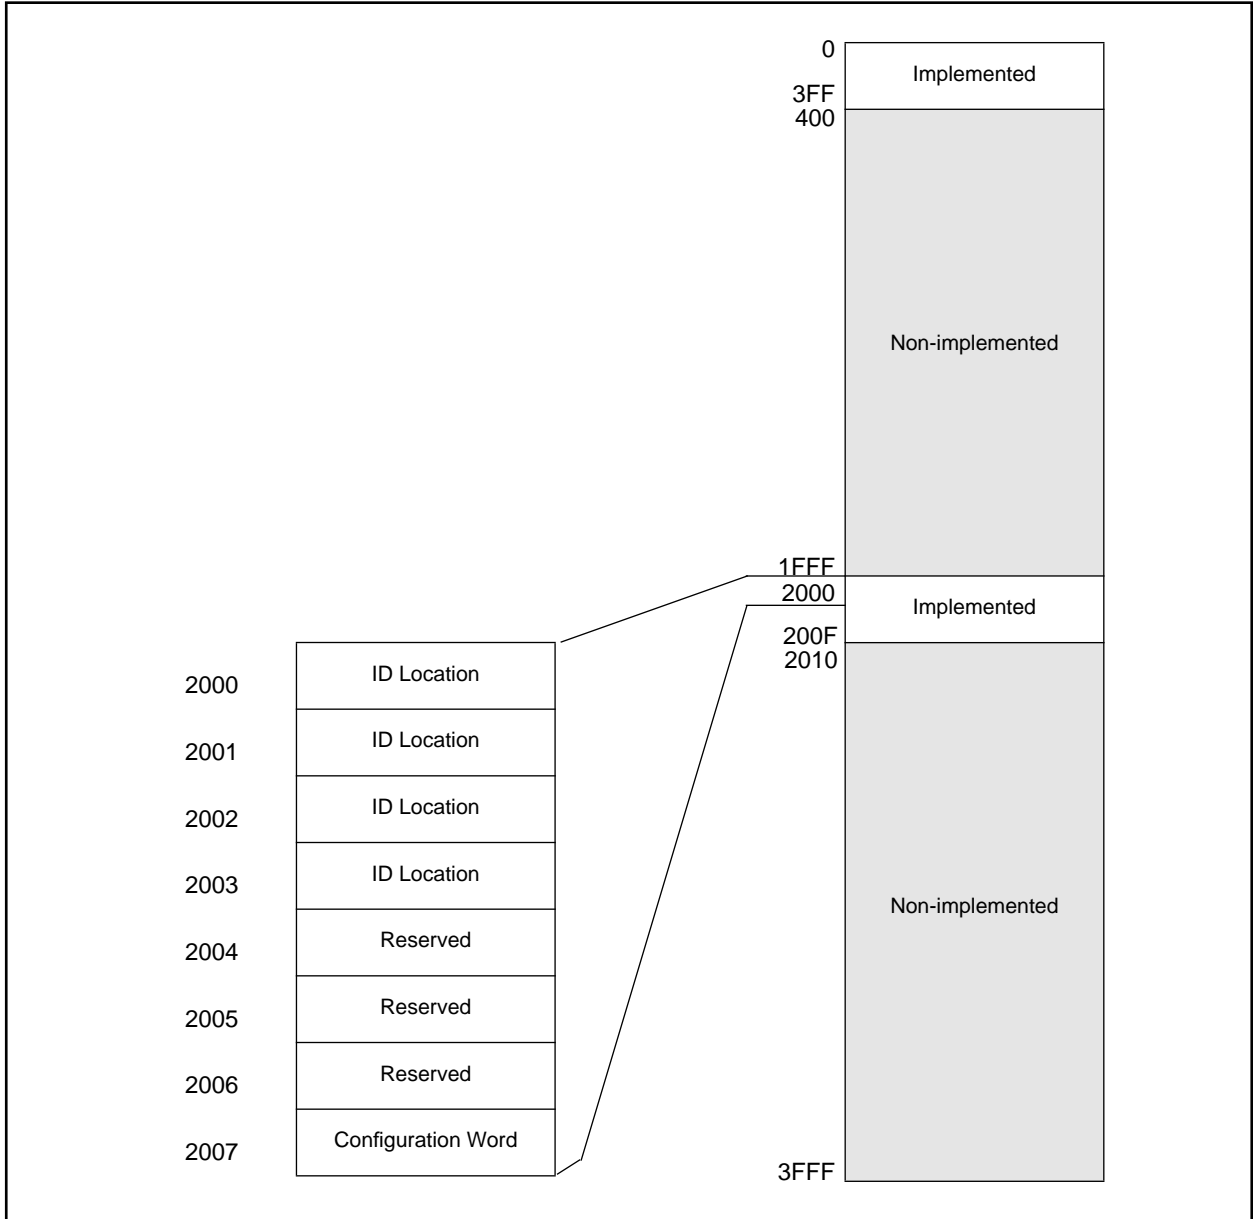 0
Implemented
3FF
400
Non-implemented
1FFF
2000
Implemented
200F
2010
Non-implemented
3FFF
2000 ID Location
2001 ID Location
2002 ID Location
2003 ID Location
2004 Reserved
2005 Reserved
2006 Reserved
2007 Configuration Word